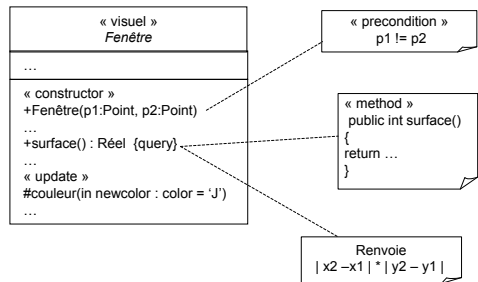 « visuel »
Fenêtre
…
« constructor »
+Fenêtre(p1:Point, p2:Point)
…
+surface() : Réel {query}
…
« update »
#couleur(in newcolor : color = ‘J’)
…
« precondition »
p1 != p2
« method »
public int surface()
{
return …
}
Renvoie
| x2 –x1 | * | y2 – y1 |